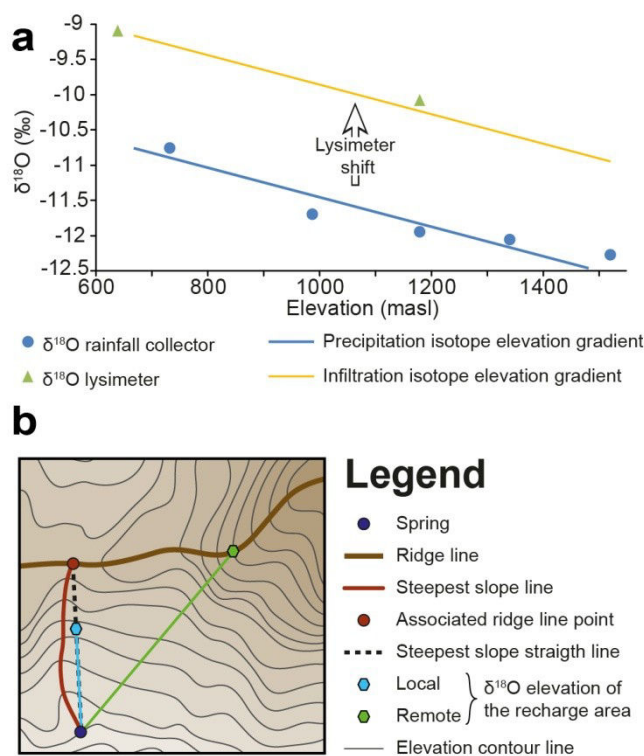 a
-9
-9.5
-10
-10.5
-11
-11.5
-12
-12.5
δ18O (‰)
Lysimeter
shift
600 800 1000 1200 1400
Elevation (masl)
δ18O rainfall collector
Precipitation isotope elevation gradient
δ18O lysimeter
Infiltration isotope elevation gradient
b
Legend
Spring
Ridge line
Steepest slope line
Associated ridge line point
Steepest slope straigth line
Local
Remote
δ18O elevation of
the recharge area
Elevation contour line